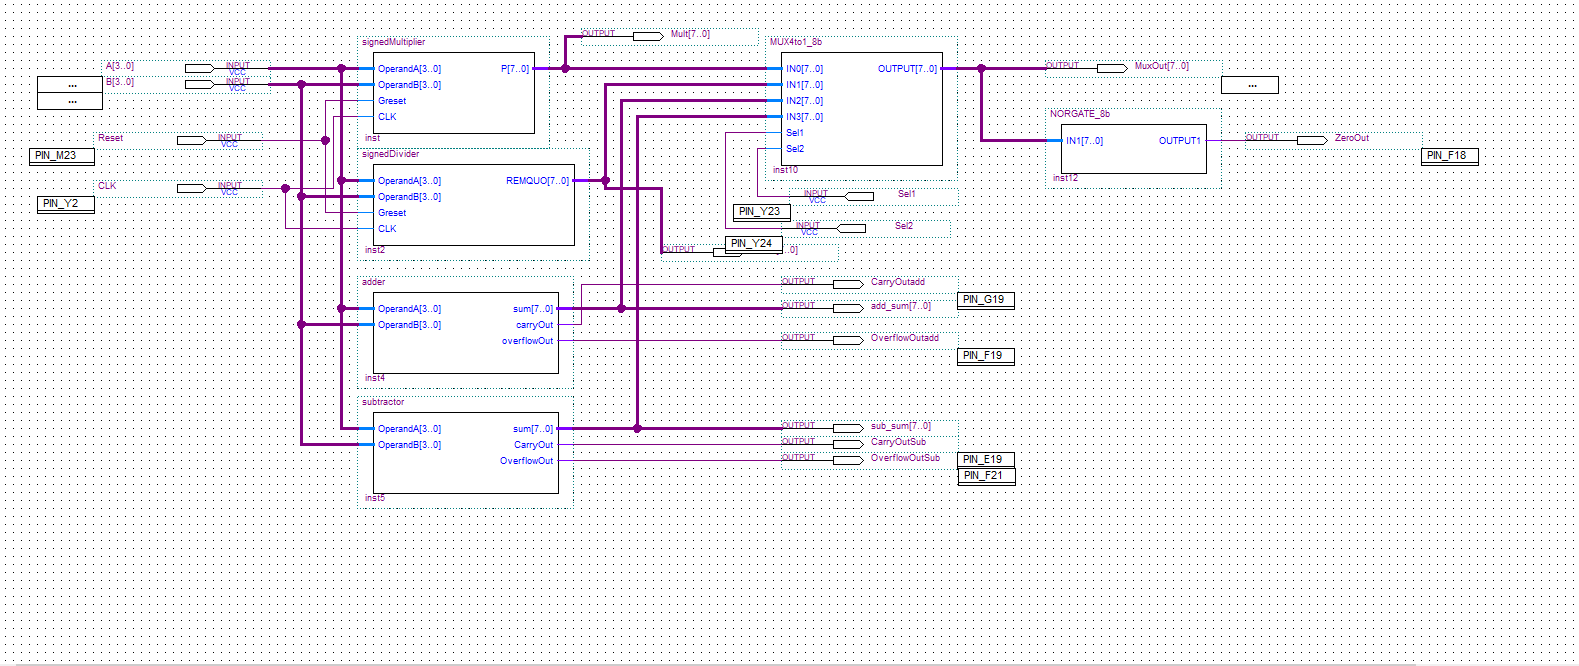 signedMultiplier
OperandA[3..0]
OperandB[3..0]
Greset
CLK
P[7..0]
inst
OUTPUT
Mult[7..0]
A[3..0]
INPUT
VCC
B[3..0]
INPUT
VCC
...
...
Reset
INPUT
VCC
PIN_M23
CLK
INPUT
VCC
PIN_Y2
signedDivider
OperandA[3..0]
OperandB[3..0]
Greset
CLK
REMQUO[7..0]
inst2
MUX4to1_8b
IN0[7..0]
IN1[7..0]
IN2[7..0]
IN3[7..0]
Sel1
Sel2
OUTPUT[7..0]
inst10
OUTPUT
MuxOut[7..0]
...
NORGATE_8b
IN1[7..0]
OUTPUT1
inst12
OUTPUT
ZeroOut
PIN_F18
INPUT
VCC
Sel1
PIN_Y23
INPUT
VCC
Sel2
PIN_Y24
OUTPUT
0]
adder
OperandA[3..0]
OperandB[3..0]
sum[7..0]
carryOut
overflowOut
inst4
OUTPUT
CarryOutadd
PIN_G19
OUTPUT
add_sum[7..0]
OUTPUT
OverflowOutadd
PIN_F19
subtractor
OperandA[3..0]
OperandB[3..0]
sum[7..0]
CarryOut
OverflowOut
inst5
OUTPUT
sub_sum[7..0]
OUTPUT
CarryOutSub
OUTPUT
OverflowOutSub
PIN_E19
PIN_F21